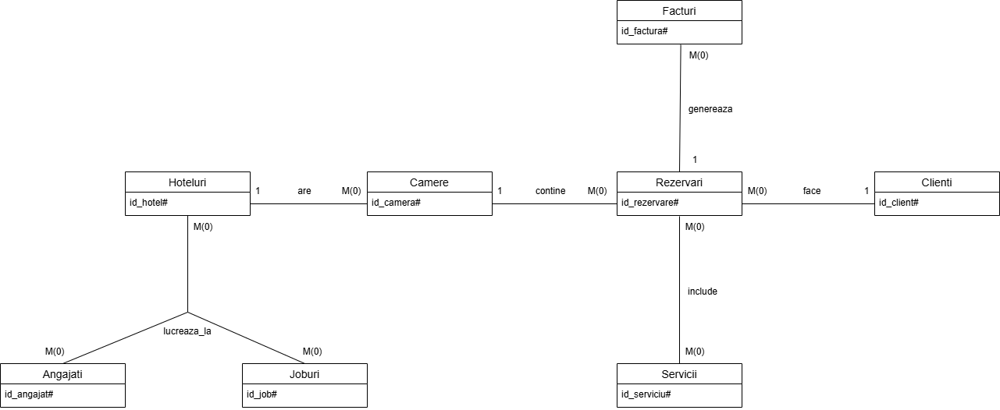 Facturi
id_factura#
M(0)
genereaza
1
Hoteluri
id_hotel#
1 are M(0)
Camere
id_camera#
1 contine M(0)
Rezervari
id_rezervare#
M(0) face 1
Clienti
id_client#
M(0)
M(0)
include
lucreaza_la
M(0)
M(0)
M(0)
Angajati
id_angajat#
Joburi
id_job#
Servicii
id_serviciu#